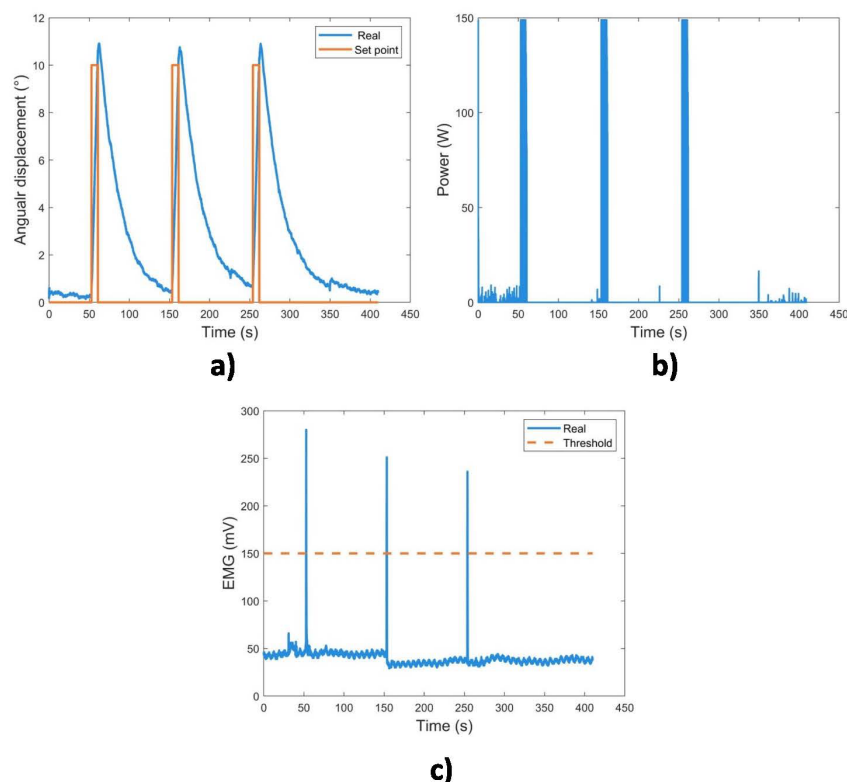 12
10
8
6
4
2
0
Angualr displacement (°)
Real
Set point
0 50 100 150 200 250 300 350 400 450
Time (s)
a)
150
100
50
0
Power (W)
0 50 100 150 200 250 300 350 400 450
Time (s)
b)
300
250
200
150
100
50
0
EMG (mV)
Real
Threshold
0 50 100 150 200 250 300 350 400 450
Time (s)
c)